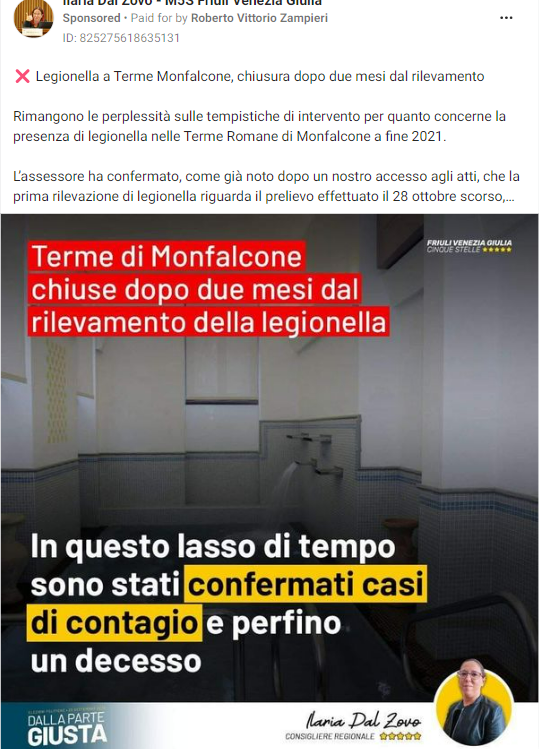 Ilaria Dal Zovo - M5S Friuli Venezia Giulia
Sponsored • Paid for by Roberto Vittorio Zampieri
ID: 825275618635131
❌ Legionella a Terme Monfalcone, chiusura dopo due mesi dal rilevamento
Rimangono le perplessità sulle tempistiche di intervento per quanto concerne la
presenza di legionella nelle Terme Romane di Monfalcone a fine 2021.
L'assessore ha confermato, come già noto dopo un nostro accesso agli atti, che la
prima rilevazione di legionella riguarda il prelievo effettuato il 28 ottobre scorso,...
FRIULI VENEZIA GIULIA
CINQUE STELLE ★★★★★
Terme di Monfalcone
chiuse dopo due mesi dal
rilevamento della legionella
In questo lasso di tempo
sono stati confermati casi
di contagio e perfino
un decesso
DALLA PARTE
GIUSTA
Ilaria Dal Zovo
CONSIGLIERE REGIONALE